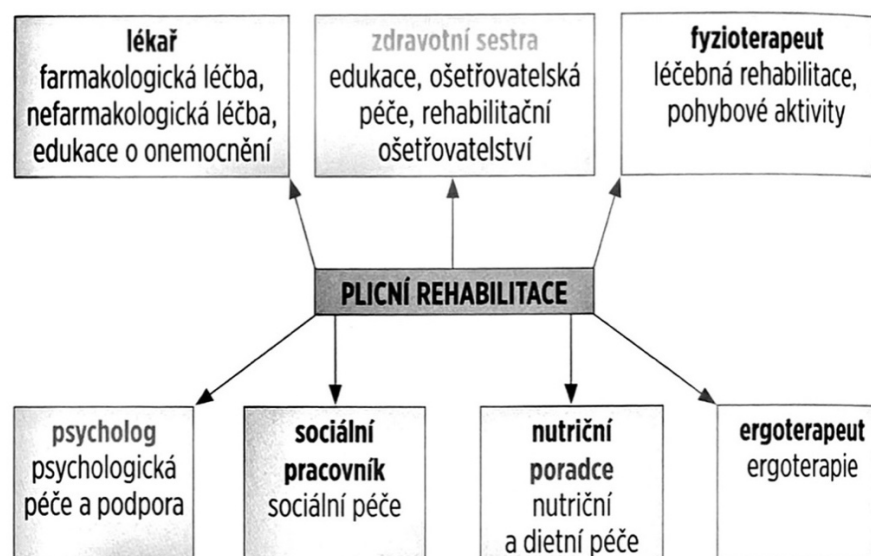 lékař
farmakologická léčba,
nefarmakologická léčba,
edukace o onemocnění
zdravotní sestra
edukace, ošetřovatelská
péče, rehabilitační
ošetřovatelství
fyzioterapeut
léčebná rehabilitace,
pohybové aktivity
PLICNÍ REHABILITACE
psycholog
psychologická
péče a podpora
sociální
pracovník
sociální péče
nutriční
poradce
nutriční
a dietní péče
ergoterapeut
ergoterapie